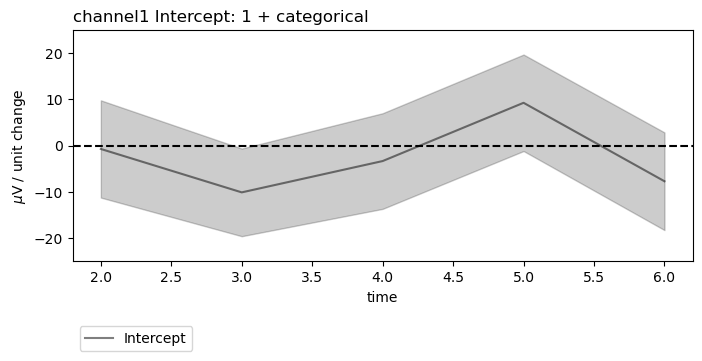 channel1 Intercept: 1 + categorical
20
10
0
−10
−20
μV / unit change
2.0 2.5 3.0 3.5 4.0 4.5 5.0 5.5 6.0
time
Intercept